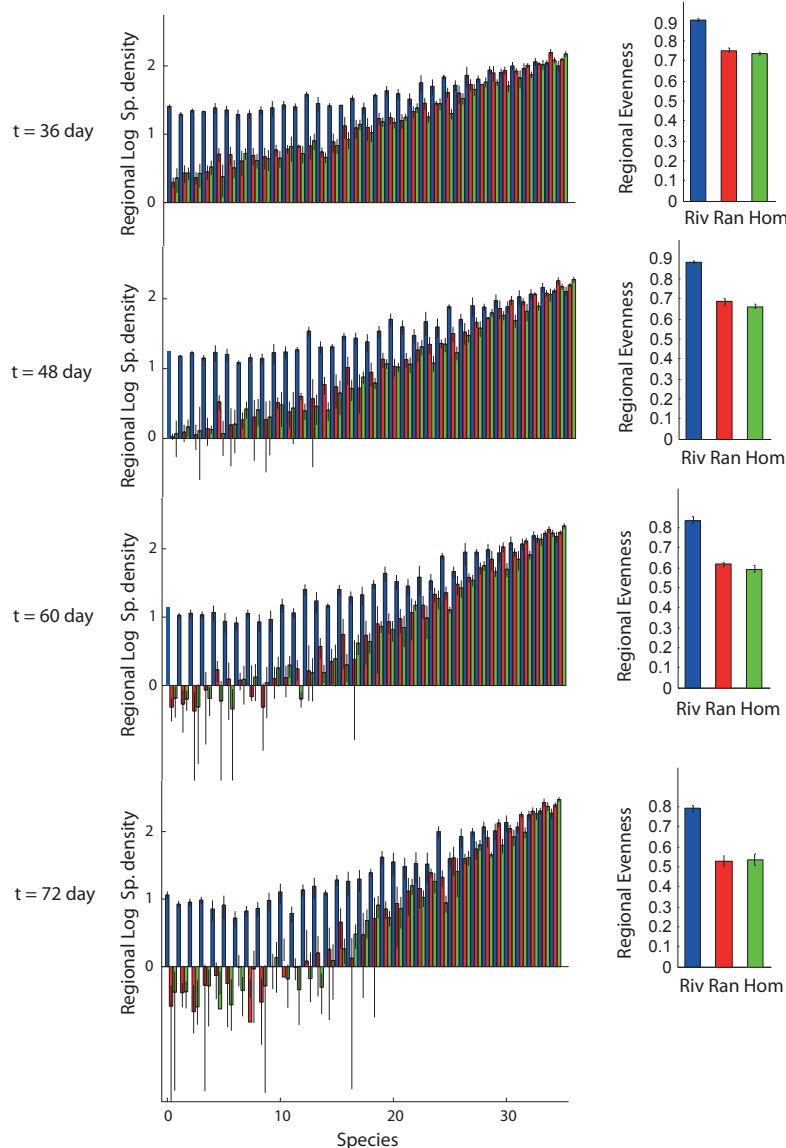 t = 36 day
Regional Log Sp. density
2
1
0
Regional Evenness
0.9
0.8
0.7
0.6
0.5
0.4
0.3
0.2
0.1
0
Riv Ran Hom
t = 48 day
Regional Log Sp. density
2
1
0
Regional Evenness
0.9
0.8
0.7
0.6
0.5
0.4
0.3
0.2
0.1
0
Riv Ran Hom
t = 60 day
Regional Log Sp. density
2
1
0
Regional Evenness
0.8
0.7
0.6
0.5
0.4
0.3
0.2
0.1
0
Riv Ran Hom
t = 72 day
Regional Log Sp. density
2
1
0
0 10 20 30
Species
Regional Evenness
0.8
0.7
0.6
0.5
0.4
0.3
0.2
0.1
0
Riv Ran Hom